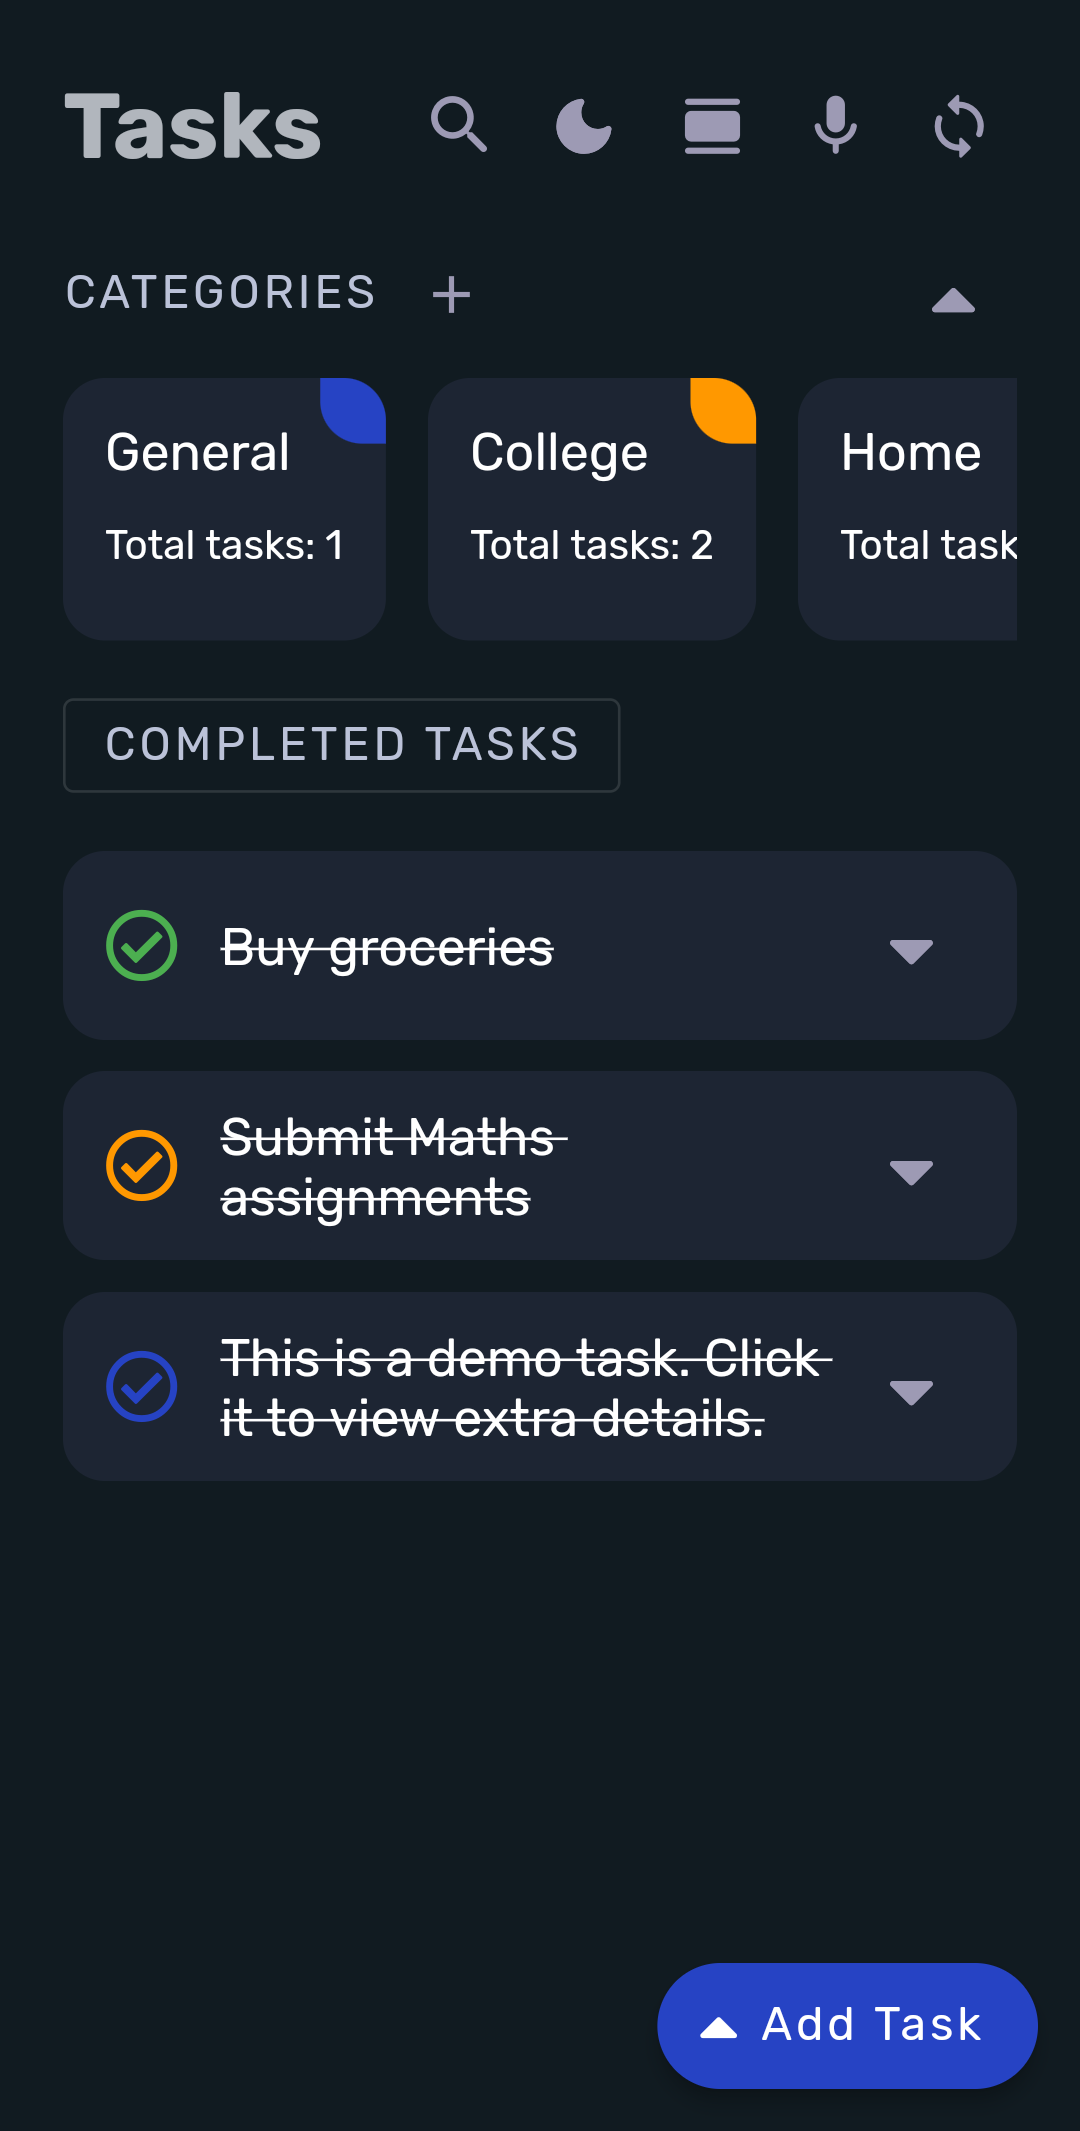 Tasks
CATEGORIES
General
Total tasks: 1
College
Total tasks: 2
Home
Total task
COMPLETED TASKS
Buy groceries
Submit Maths
assignments
This is a demo task. Click
it to view extra details.
Add Task